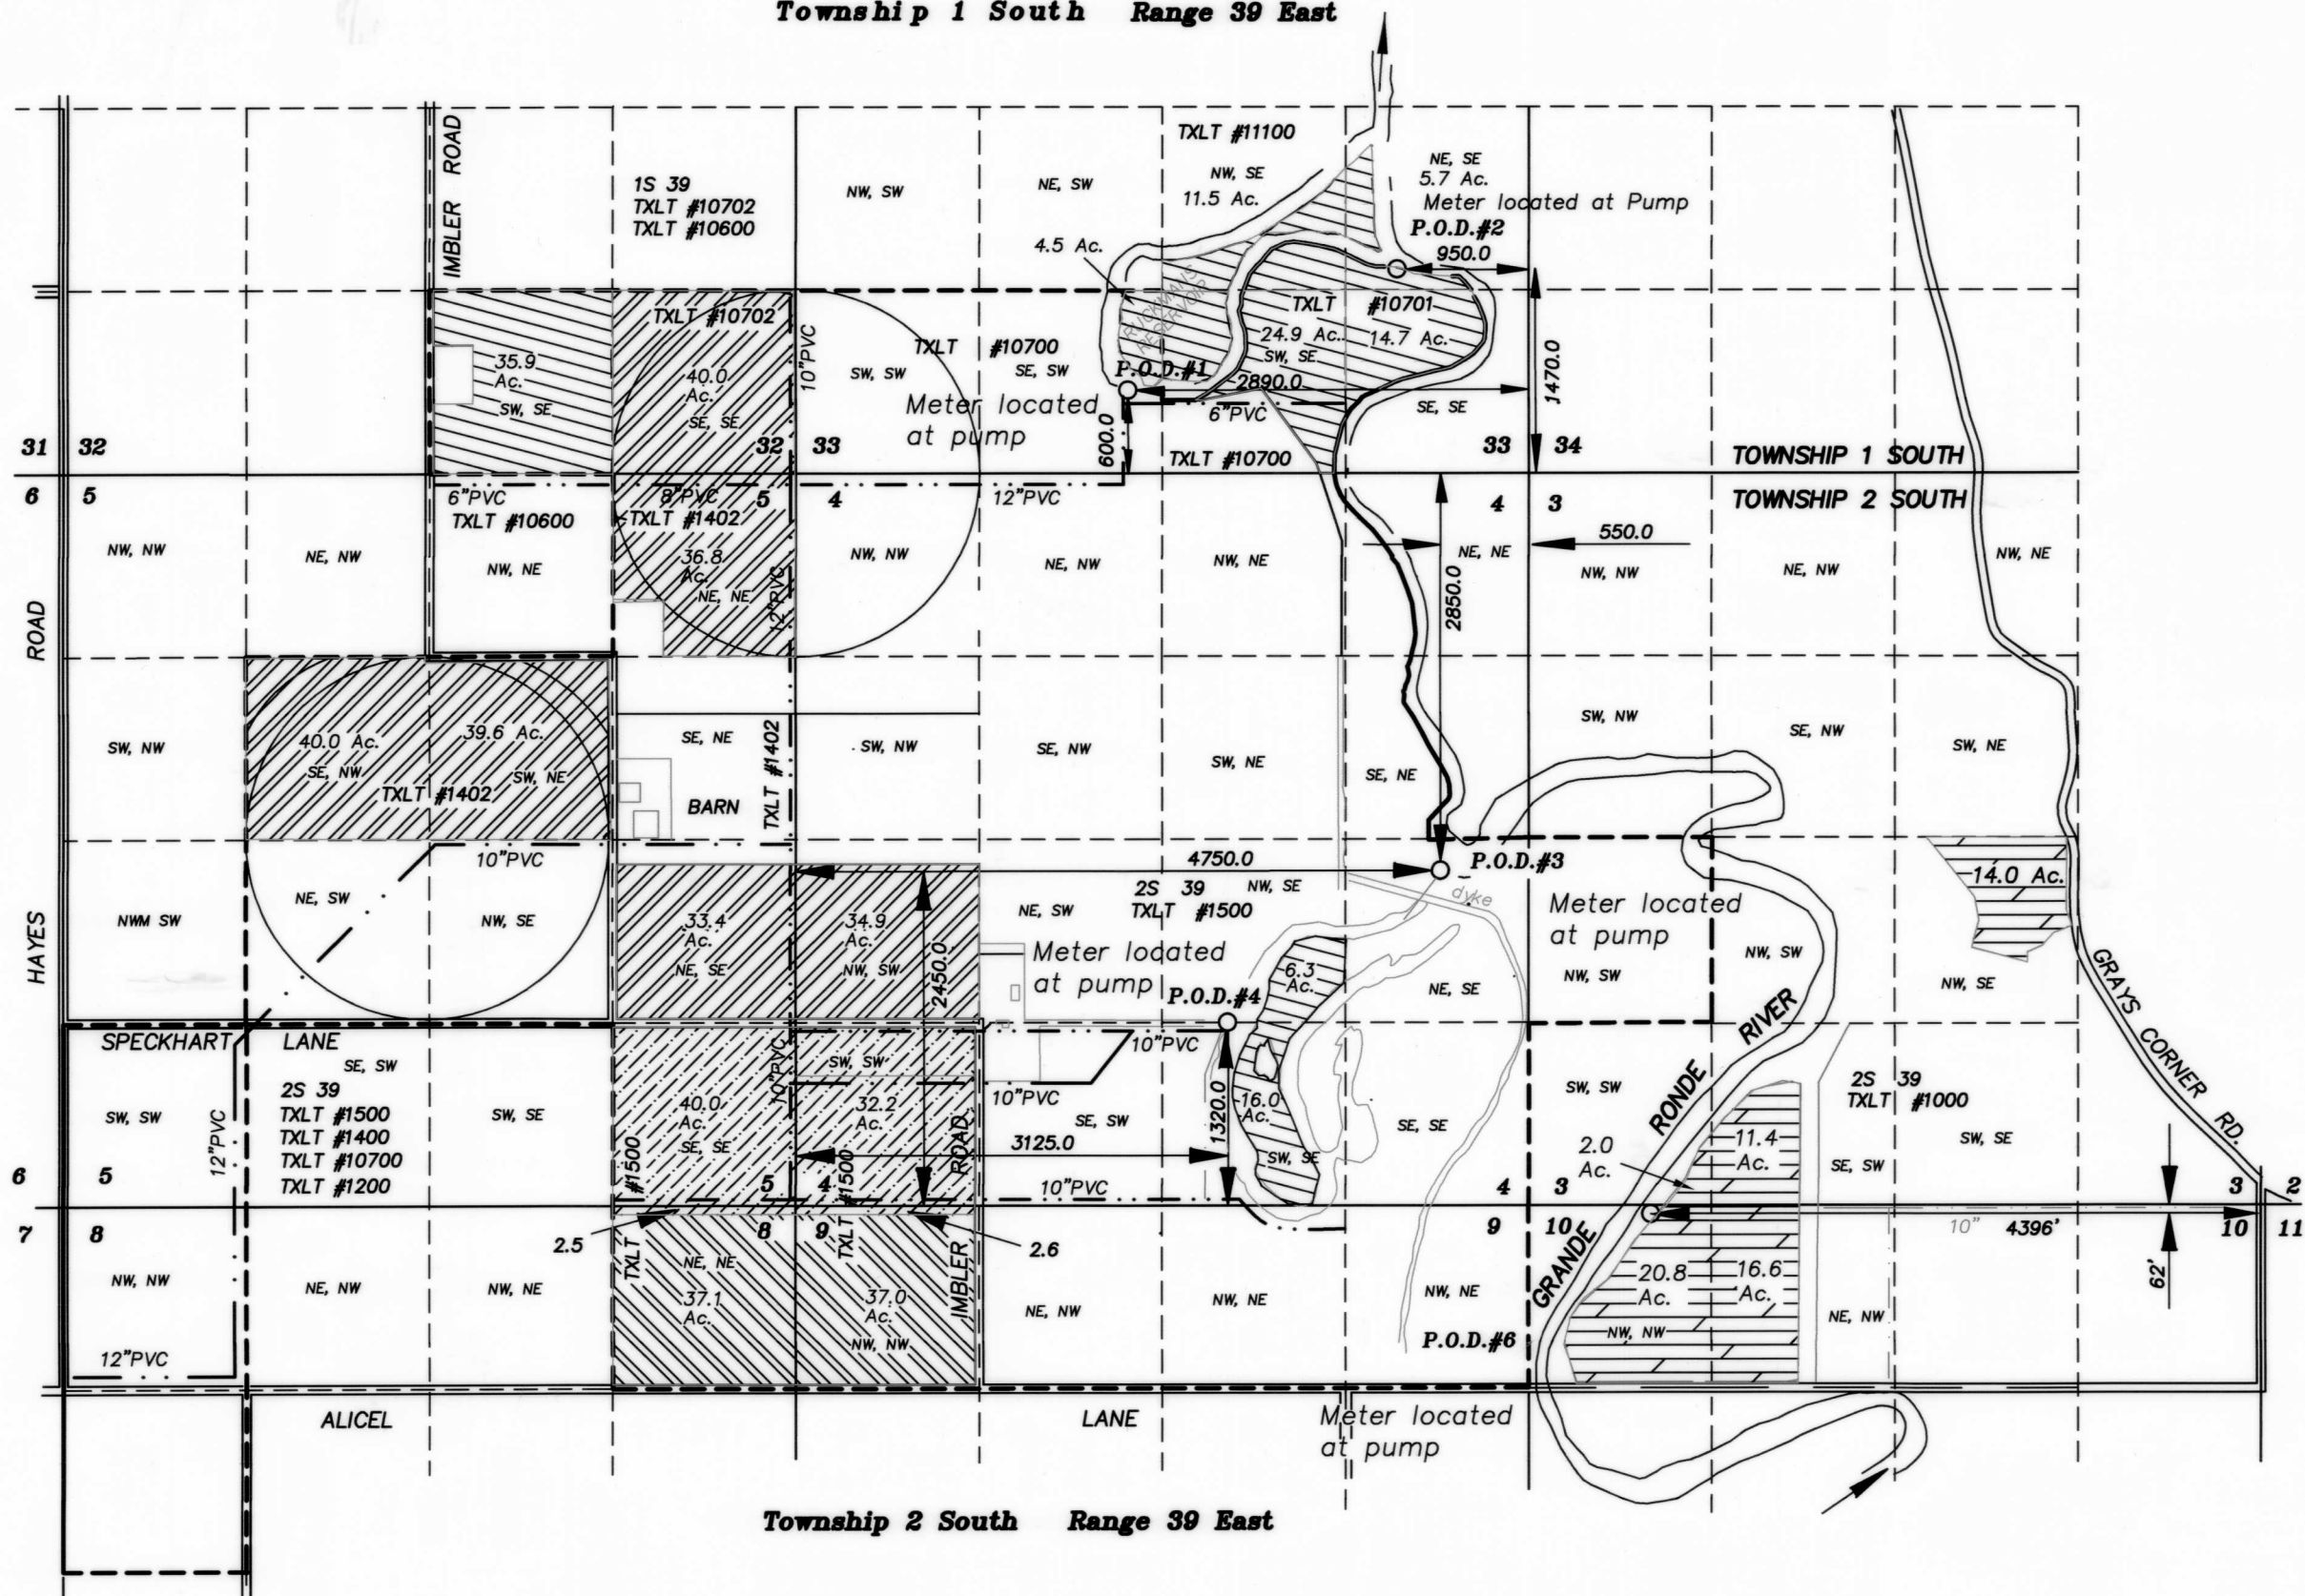 Township 1 South Range 39 East
IMBLER ROAD
1S 39
TXLT #10702
TXLT #10600
NW, SW
NE, SW
TXLT #11100
NW, SE
11.5 Ac.
NE, SE
5.7 Ac.
Meter located at Pump
P.O.D.#2
950.0
4.5 Ac.
RUCKMANS
RESERVOIR
TXLT #10701
24.9 Ac.
14.7 Ac.
SW, SE
35.9
Ac.
SW, SE
TXLT #10702
40.0
Ac.
SE, SE
10"PVC
SW, SW
TXLT #10700
SE, SW
P.O.D.#1
2890.0
Meter located
at pump
6"PVC
600.0
SE, SE
1470.0
31 32
32 33
TXLT #10700
33 34
TOWNSHIP 1 SOUTH
6 5
6"PVC
8"PVC
5 4
12"PVC
4 3
TOWNSHIP 2 SOUTH
TXLT #10600
TXLT #1402
NW, NW
NE, NW
NW, NE
36.8
Ac.
NE, NE
12"PVC
NW, NW
NE, NW
NW, NE
NE, NE
550.0
NW, NW
NE, NW
NW, NE
2850.0
HAYES ROAD
SW, NW
40.0 Ac.
SE, NW
39.6 Ac.
SW, NE
TXLT #1402
SE, NE
BARN
TXLT #1402
SW, NW
SE, NW
SW, NE
SE, NE
SW, NW
SE, NW
SW, NE
10"PVC
4750.0
P.O.D.#3
NWM SW
NE, SW
NW, SE
33.4
Ac.
NE, SE
34.9
Ac.
NW, SW
2450.0
NE, SW
2S 39
TXLT #1500
NW, SE
dyke
Meter located
at pump
P.O.D.#4
6.3
Ac.
NE, SE
Meter located
at pump
NW, SW
NW, SW
14.0 Ac.
NW, SE
GRAYS CORNER RD.
SPECKHART LANE
SE, SW
2S 39
TXLT #1500
TXLT #1400
TXLT #10700
TXLT #1200
SW, SW
12"PVC
SW, SE
40.0
Ac.
SE, SE
10"PVC
SW, SW
32.2
Ac.
10"PVC
10"PVC
SE, SW
3125.0
1320.0
16.0
Ac.
SW, SE
SE, SE
SW, SW
GRANDE RONDE RIVER
2.0
Ac.
11.4
Ac.
SE, SW
2S 39
TXLT #1000
SW, SE
6 5
5 4
10"PVC
4 3
3 2
7 8
8 9
9 10
10 11
TXLT #1500
TXLT #1500
IMBLER ROAD
2.5
2.6
10"
4396'
62'
NW, NW
NE, NW
NW, NE
NE, NE
37.1
Ac.
37.0
Ac.
NW, NW
NE, NW
NW, NE
NW, NE
P.O.D.#6
20.8
Ac.
16.6
Ac.
NW, NW
NE, NW
12"PVC
ALICEL LANE
Meter located
at pump
Township 2 South Range 39 East